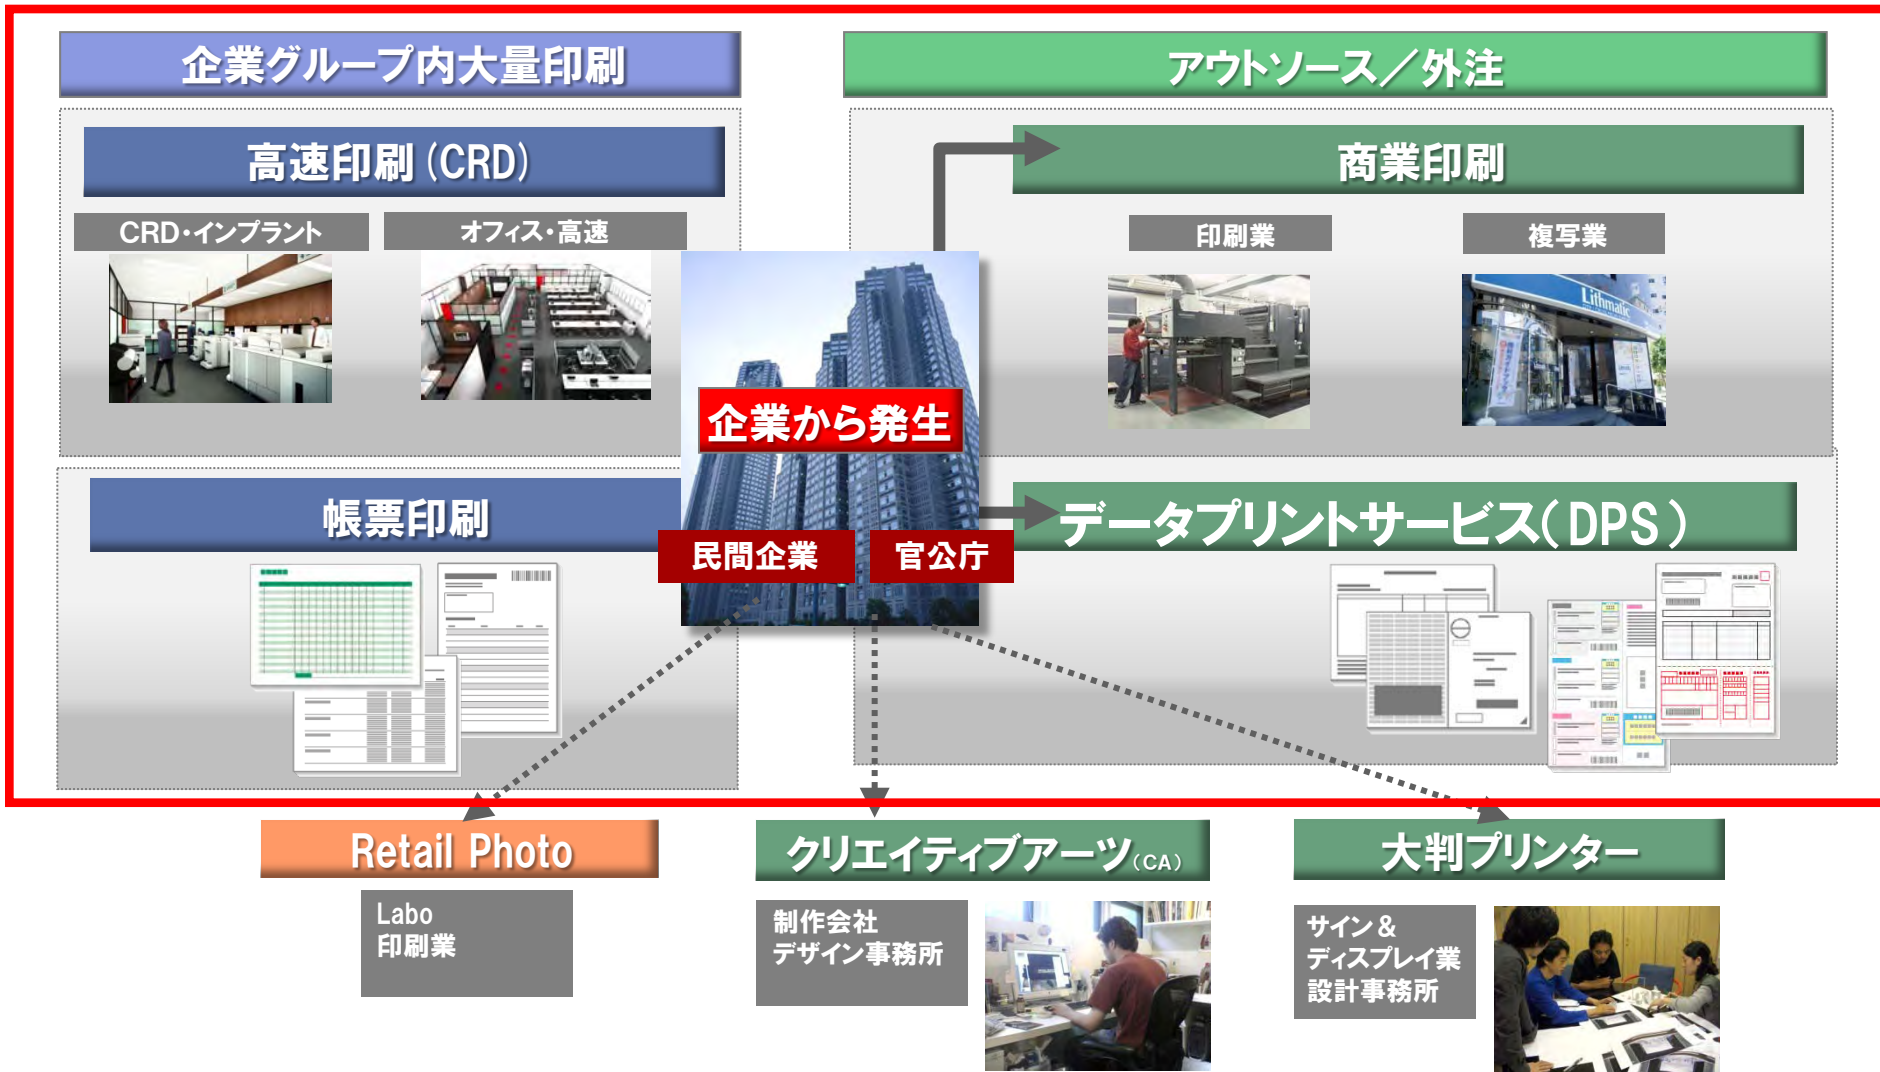 企業グループ内大量印刷
アウトソース／外注
高速印刷(CRD)
商業印刷
CRD・インプラント
オフィス・高速
印刷業
複写業
Lithmatic
企業から発生
帳票印刷
データプリントサービス(DPS)
民間企業
官公庁
Retail Photo
クリエイティブアーツ(CA)
大判プリンター
Labo
印刷業
制作会社
デザイン事務所
サイン＆
ディスプレイ業
設計事務所